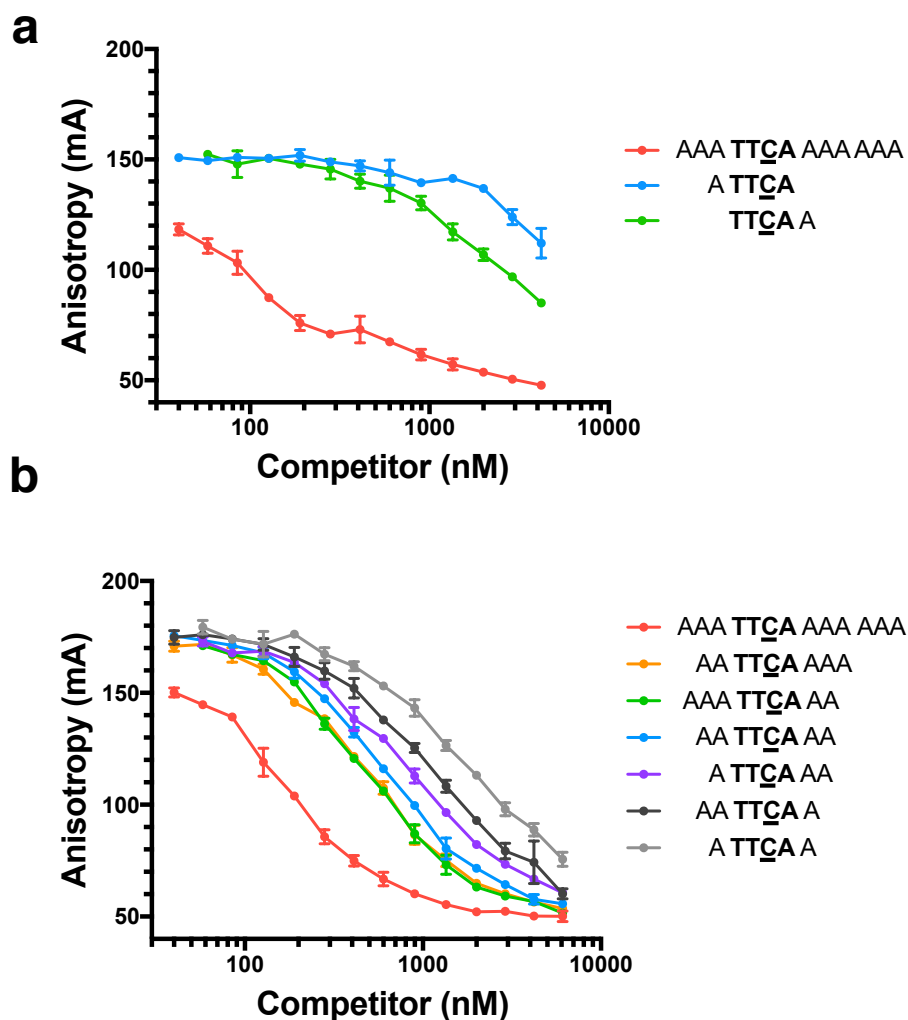 a
200
150
100
50
Anisotropy (mA)
100
1000
10000
Competitor (nM)
AAA TTCA AAA AAA
A TTCA
TTCA A
b
200
150
100
50
Anisotropy (mA)
100
1000
10000
Competitor (nM)
AAA TTCA AAA AAA
AA TTCA AAA
AAA TTCA AA
AA TTCA AA
A TTCA AA
AA TTCA A
A TTCA A